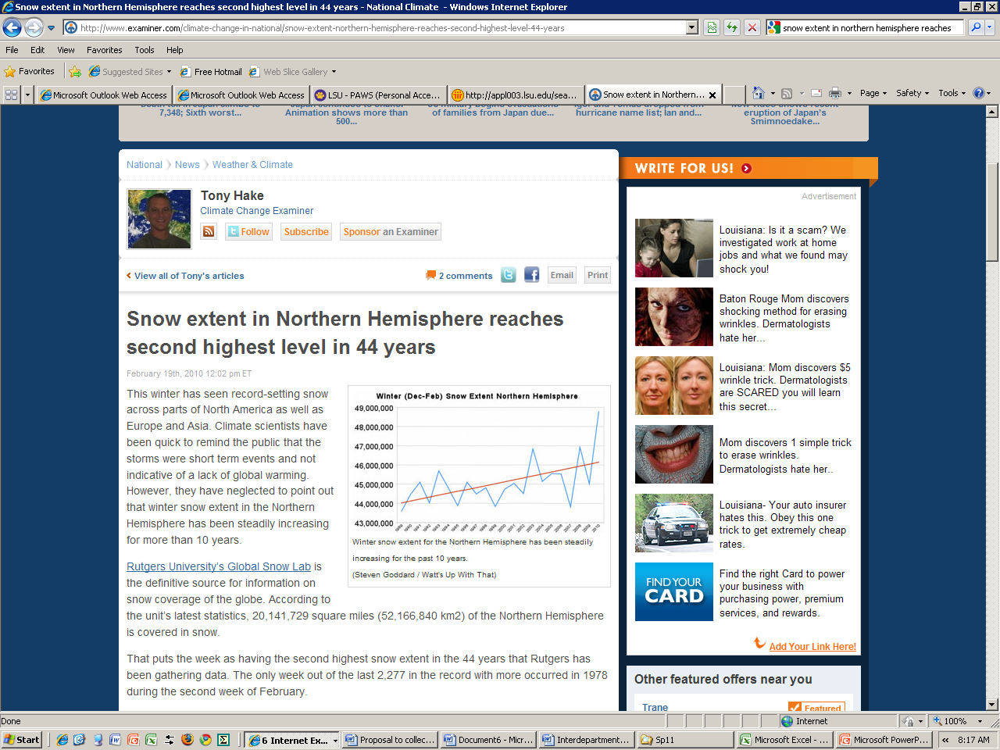 Snow extent in Northern Hemisphere reaches second highest level in 44 years - National Climate - Windows Internet Explorer
http://www.examiner.com/climate-change-in-national/snow-extent-northern-hemisphere-reaches-second-highest-level-44-years
snow extent in northern hemisphere reaches
File Edit View Favorites Tools Help
Favorites Suggested Sites Free Hotmail Web Slice Gallery
Microsoft Outlook Web Access
Microsoft Outlook Web Access
LSU - PAWS (Personal Acce...
http://appl003.lsu.edu/sea...
Snow extent in Northern...
Page Safety Tools
7,348; Sixth worst...
Animation shows more than
500...
of families from Japan due...
hurricane name list; Ian and...
eruption of Japan's
Smimnoedake...
National News Weather & Climate
Tony Hake
Climate Change Examiner
Follow Subscribe Sponsor an Examiner
View all of Tony's articles
2 comments
Email
Print
Snow extent in Northern Hemisphere reaches
second highest level in 44 years
February 19th, 2010 12:02 pm ET
This winter has seen record-setting snow
across parts of North America as well as
Europe and Asia. Climate scientists have
been quick to remind the public that the
storms were short term events and not
indicative of a lack of global warming.
However, they have neglected to point out
that winter snow extent in the Northern
Hemisphere has been steadily increasing
for more than 10 years.
Winter (Dec-Feb) Snow Extent Northern Hemisphere
49,000,000
48,000,000
47,000,000
46,000,000
45,000,000
44,000,000
43,000,000
Winter snow extent for the Northern Hemisphere has been steadily
increasing for the past 10 years.
(Steven Goddard / Watt's Up With That)
Rutgers University's Global Snow Lab is
the definitive source for information on
snow coverage of the globe. According to
the unit's latest statistics, 20,141,729 square miles (52,166,840 km2) of the Northern Hemisphere
is covered in snow.
That puts the week as having the second highest snow extent in the 44 years that Rutgers has
been gathering data. The only week out of the last 2,277 in the record with more occurred in 1978
during the second week of February.
WRITE FOR US!
Advertisement
Louisiana: Is it a scam? We
investigated work at home
jobs and what we found may
shock you!
Baton Rouge Mom discovers
shocking method for erasing
wrinkles. Dermatologists
hate her...
Louisiana: Mom discovers $5
wrinkle trick. Dermatologists
are SCARED you will learn
this secret...
Mom discovers 1 simple trick
to erase wrinkles.
Dermatologists hate her..
Louisiana- Your auto insurer
hates this. Obey this one
trick to get extremely cheap
rates.
FIND YOUR
CARD
Find the right Card to power
your business with
purchasing power, premium
services, and rewards.
Add Your Link Here!
Other featured offers near you
Trane
Featured
Done
Internet
100%
Start
6 Internet Ex...
Proposal to collec...
Document6 - Micr...
Interdepartment...
Sp11
Microsoft Excel - ...
Microsoft PowerP...
8:17 AM